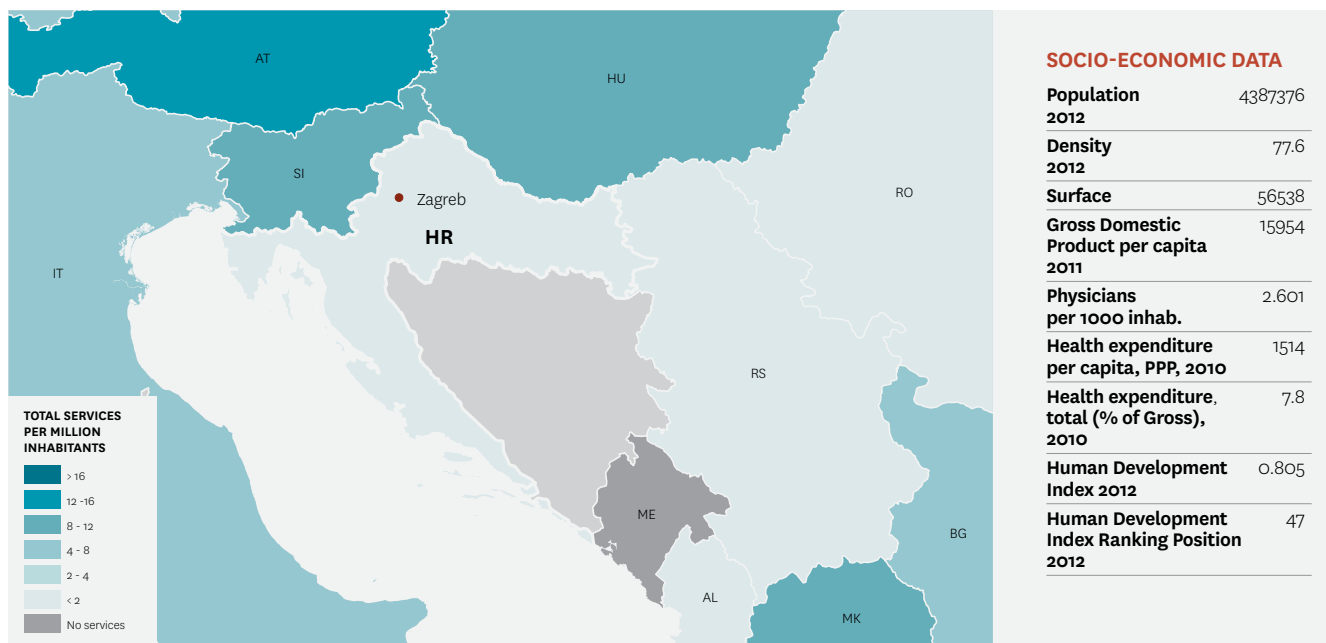 AT
HU
SI
RO
Zagreb
HR
IT
RS
ME
BG
AL
MK
TOTAL SERVICES
PER MILLION
INHABITANTS
> 16
12 -16
8 - 12
4 - 8
2 - 4
< 2
No services
SOCIO-ECONOMIC DATA
Population 4387376
2012
Density 77.6
2012
Surface 56538
Gross Domestic 15954
Product per capita
2011
Physicians 2.601
per 1000 inhab.
Health expenditure 1514
per capita, PPP, 2010
Health expenditure, 7.8
total (% of Gross),
2010
Human Development 0.805
Index 2012
Human Development 47
Index Ranking Position
2012